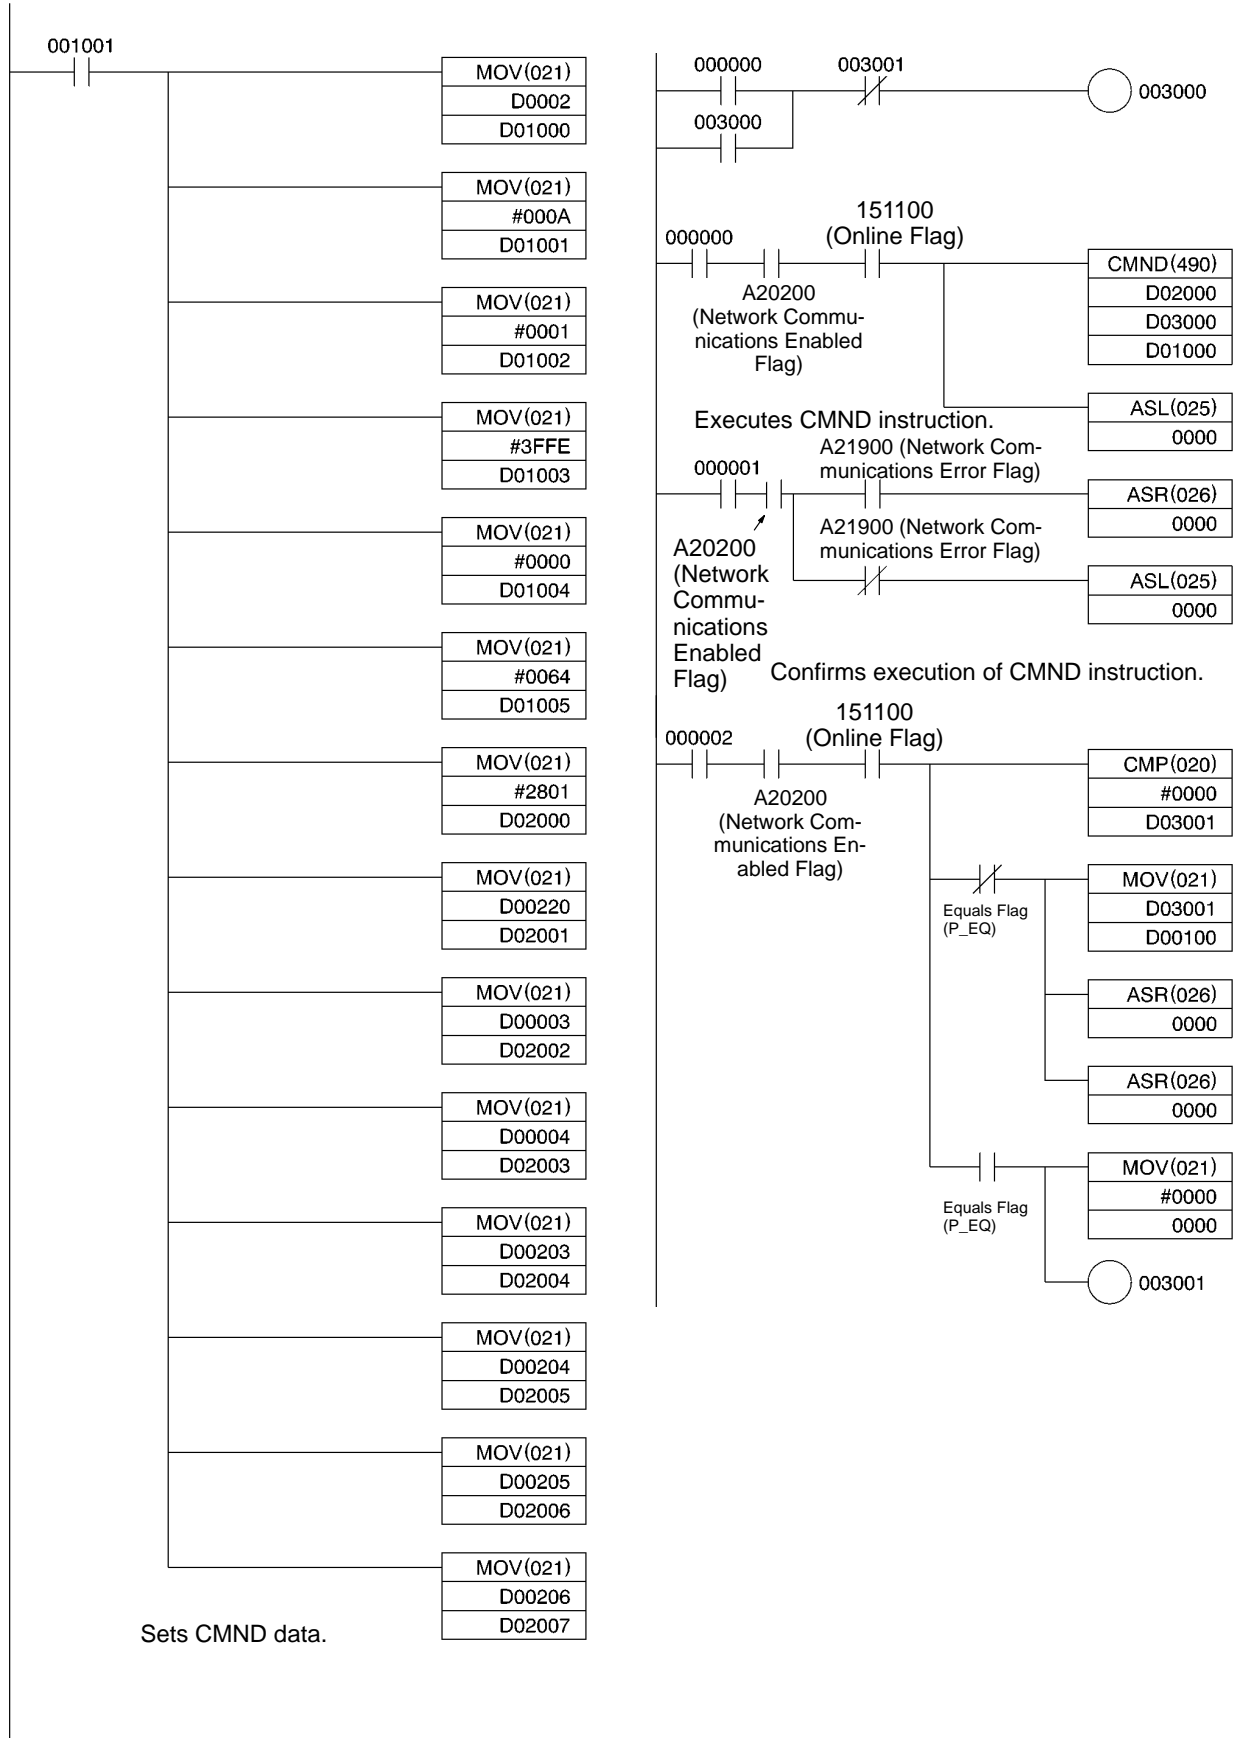 001001
MOV(021)
D0002
D01000
MOV(021)
#000A
D01001
MOV(021)
#0001
D01002
MOV(021)
#3FFE
D01003
MOV(021)
#0000
D01004
MOV(021)
#0064
D01005
MOV(021)
#2801
D02000
MOV(021)
D00220
D02001
MOV(021)
D00003
D02002
MOV(021)
D00004
D02003
MOV(021)
D00203
D02004
MOV(021)
D00204
D02005
MOV(021)
D00205
D02006
MOV(021)
D00206
D02007
Sets CMND data.
000000
003001
003000
003000
000000
151100
(Online Flag)
A20200
(Network Commu-
nications Enabled
Flag)
CMND(490)
D02000
D03000
D01000
ASL(025)
0000
Executes CMND instruction.
000001
A21900 (Network Com-
munications Error Flag)
ASR(026)
0000
A20200
(Network
Commu-
nications
Enabled
Flag)
A21900 (Network Com-
munications Error Flag)
ASL(025)
0000
Confirms execution of CMND instruction.
000002
151100
(Online Flag)
A20200
(Network Com-
munications En-
abled Flag)
CMP(020)
#0000
D03001
Equals Flag
(P_EQ)
MOV(021)
D03001
D00100
ASR(026)
0000
ASR(026)
0000
Equals Flag
(P_EQ)
MOV(021)
#0000
0000
003001